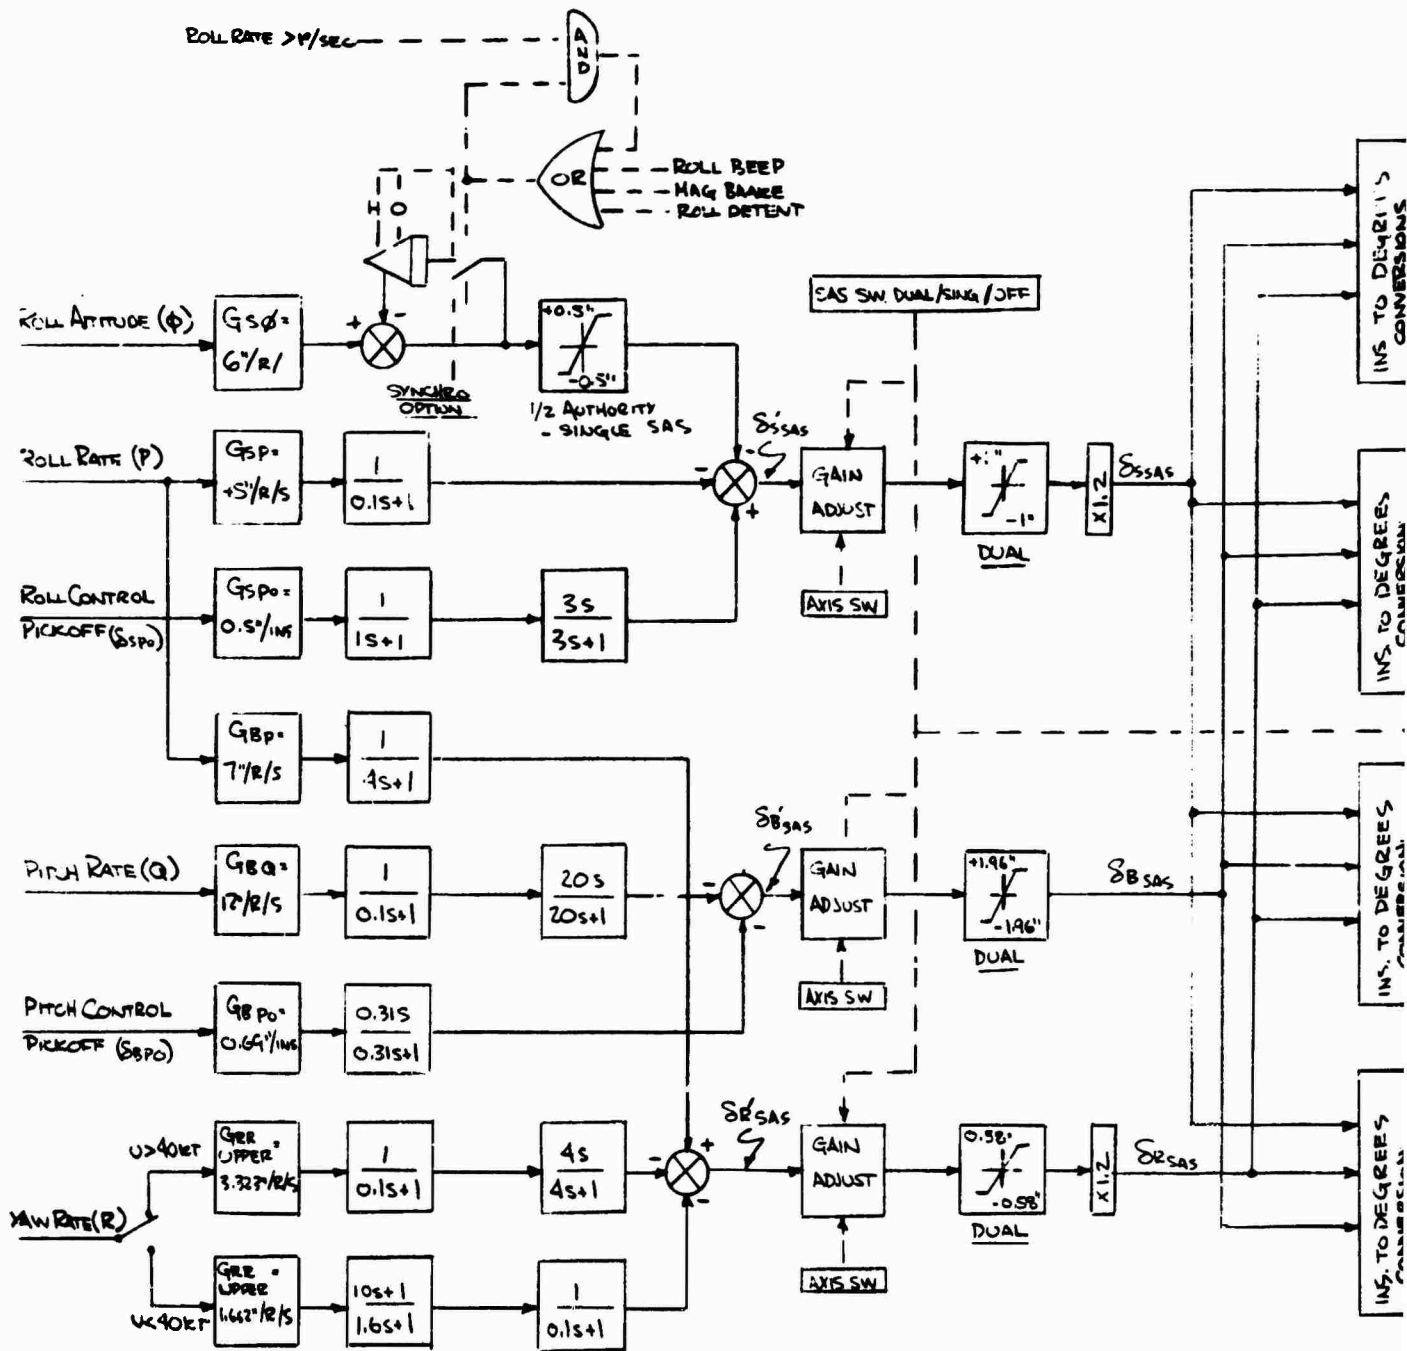 ROLL RATE >1°/SEC
AND
OR
ROLL BEEP
MAG BRAKE
ROLL DETENT
H O
SAS SW. DUAL/SING/OFF
ROLL ATTITUDE (ϕ)
GSϕ=
6"/R/
+ -
SYNCHRO
OPTION
+0.5"
-0.5"
1/2 AUTHORITY
- SINGLE SAS
ROLL RATE (P)
GSP=
+5"/R/S
1
0.1S+1
- - +
δ'SSAS
GAIN
ADJUST
AXIS SW
-1"
DUAL
X1.2
δSSAS
ROLL CONTROL
PICKOFF (δSPO)
GSPO=
0.5"/INS
1
1S+1
3S
3S+1
GBP=
7"/R/S
1
.4S+1
PITCH RATE (Q)
GBQ=
12"/R/S
1
0.1S+1
20S
20S+1
- -
δ'BSAS
GAIN
ADJUST
AXIS SW
+1.96"
-1.96"
DUAL
δBSAS
PITCH CONTROL
PICKOFF (δBPO)
GBPO=
0.69"/INS
0.31S
0.31S+1
YAW RATE (R)
U>40KT
GRR
UPPER=
3.323"/R/S
1
0.1S+1
4S
4S+1
+ - -
δ'RSAS
GAIN
ADJUST
AXIS SW
0.58"
-0.58"
DUAL
X1.2
δRSAS
U<40KT
GRR =
UPPER
1.652"/R/S
10S+1
1.6S+1
1
0.1S+1
INS TO DEGREES
CONVERSIONS
INS. TO DEGREES
CONVERSION
INS. TO DEGREES
INS. TO DEGREES